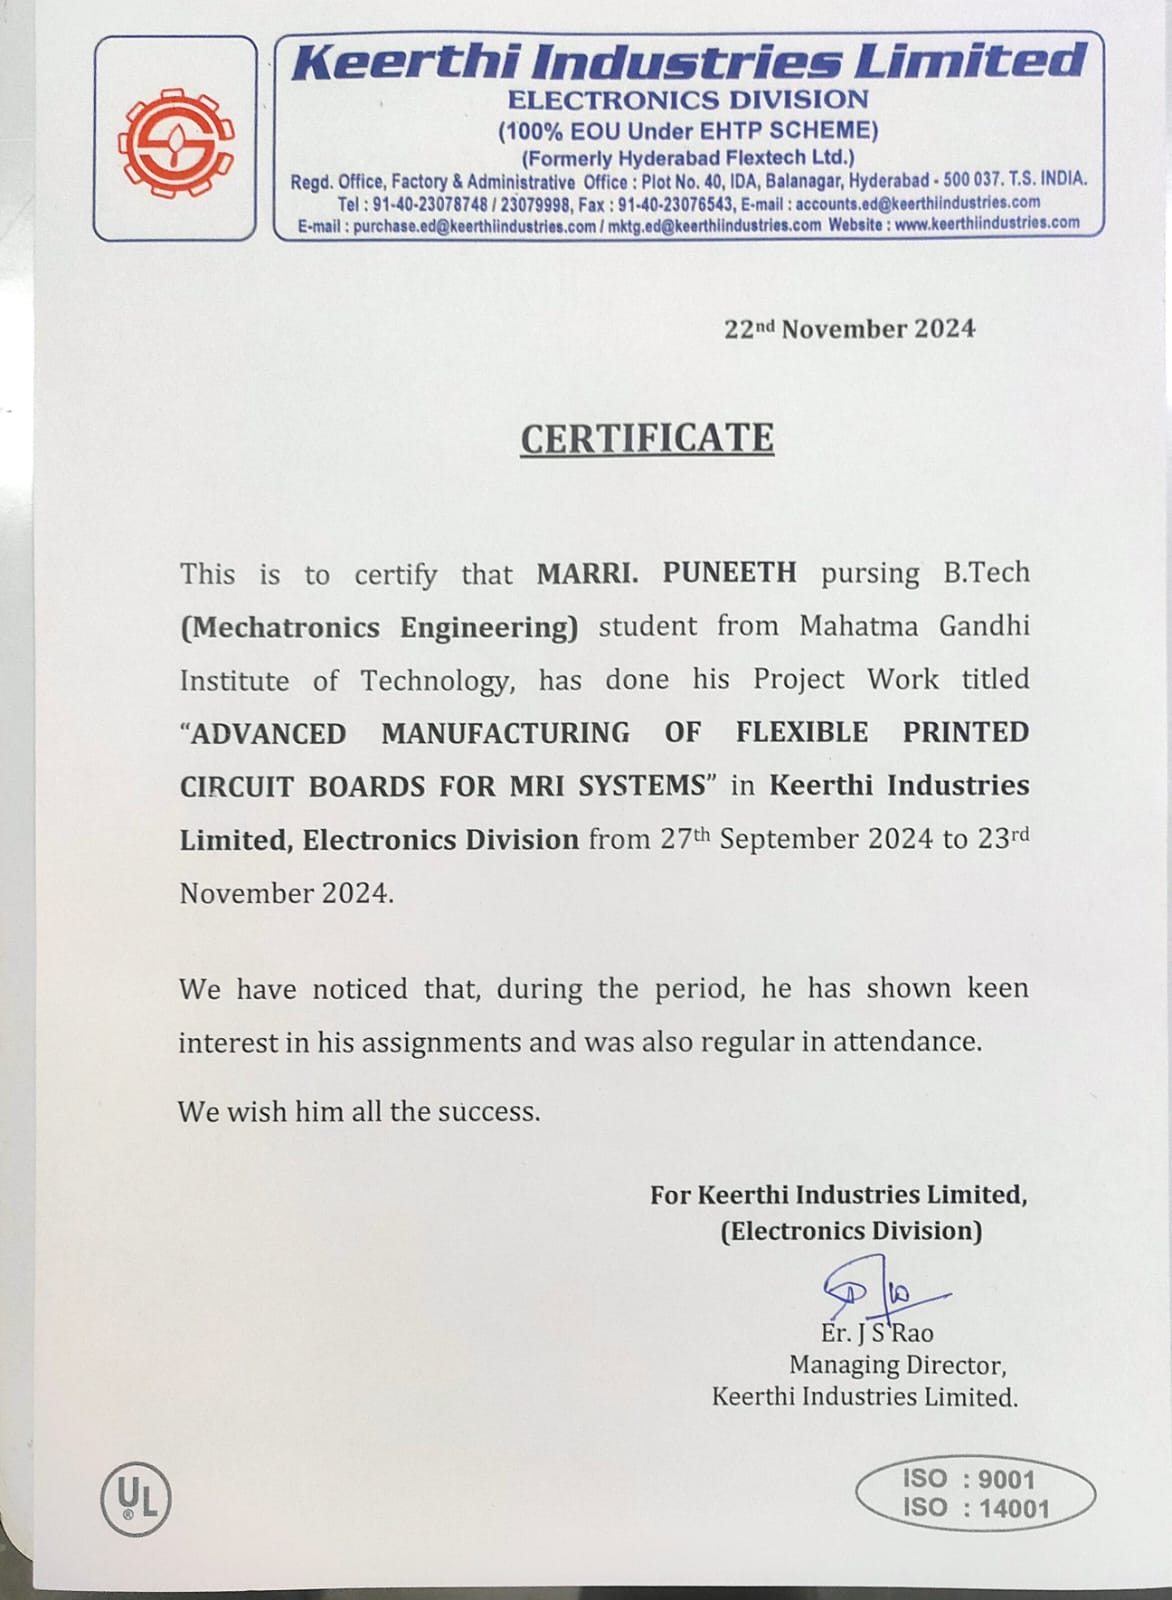 Keerthi Industries Limited
ELECTRONICS DIVISION
(100% EOU Under EHTP SCHEME)
(Formerly Hyderabad Flextech Ltd.)
Regd. Office, Factory & Administrative Office : Plot No. 40, IDA, Balanagar, Hyderabad - 500 037. T.S. INDIA.
Tel : 91-40-23078748 / 23079998, Fax : 91-40-23076543, E-mail : accounts.ed@keerthiindustries.com
E-mail : purchase.ed@keerthiindustries.com / mktg.ed@keerthiindustries.com Website : www.keerthiindustries.com
22nd November 2024
CERTIFICATE
This is to certify that MARRI. PUNEETH pursing B.Tech
(Mechatronics Engineering) student from Mahatma Gandhi
Institute of Technology, has done his Project Work titled
“ADVANCED MANUFACTURING OF FLEXIBLE PRINTED
CIRCUIT BOARDS FOR MRI SYSTEMS” in Keerthi Industries
Limited, Electronics Division from 27th September 2024 to 23rd
November 2024.
We have noticed that, during the period, he has shown keen
interest in his assignments and was also regular in attendance.
We wish him all the success.
For Keerthi Industries Limited,
(Electronics Division)
Er. J S Rao
Managing Director,
Keerthi Industries Limited.
UL®
ISO : 9001
ISO : 14001